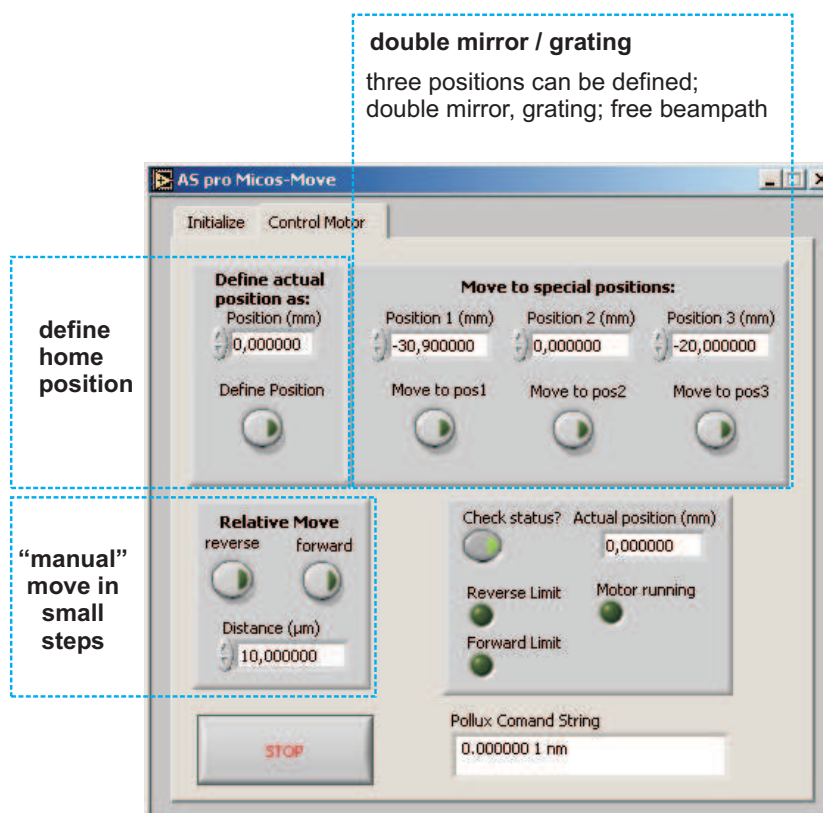 double mirror / grating
three positions can be defined;
double mirror, grating; free beampath
AS pro Micos-Move
Initialize
Control Motor
define
home
position
Define actual
position as:
Position (mm)
0,000000
Define Position
Move to special positions:
Position 1 (mm)
Position 2 (mm)
Position 3 (mm)
-30,900000
0,000000
-20,000000
Move to pos1
Move to pos2
Move to pos3
“manual”
move in
small
steps
Relative Move
reverse
forward
Distance (µm)
10,000000
Check status?
Actual position (mm)
0,000000
Reverse Limit
Motor running
Forward Limit
STOP
Pollux Comand String
0.000000 1 nm